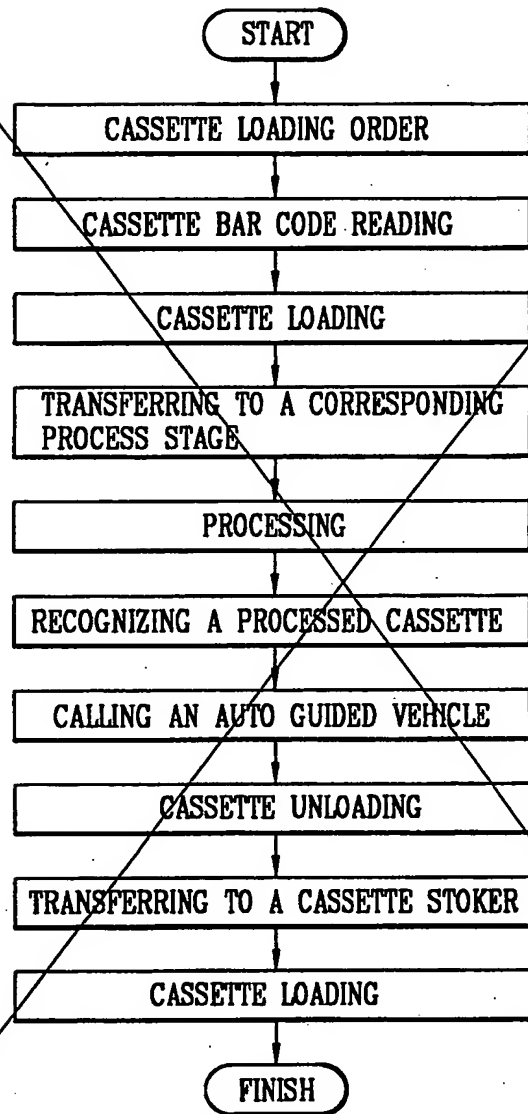 START
CASSETTE LOADING ORDER
CASSETTE BAR CODE READING
CASSETTE LOADING
TRANSFERRING TO A CORRESPONDING
PROCESS STAGE
PROCESSING
RECOGNIZING A PROCESSED CASSETTE
CALLING AN AUTO GUIDED VEHICLE
CASSETTE UNLOADING
TRANSFERRING TO A CASSETTE STOKER
CASSETTE LOADING
FINISH